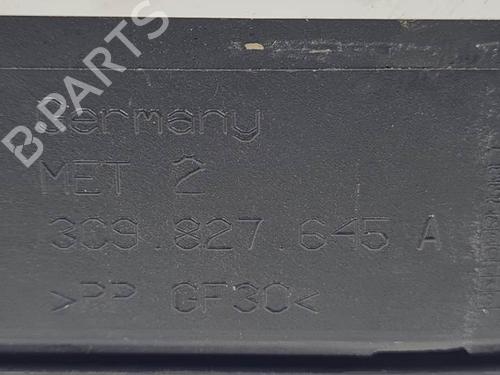 Germany
MET 2
3C9.827.645 A
>PP GF30<
B-PARTS